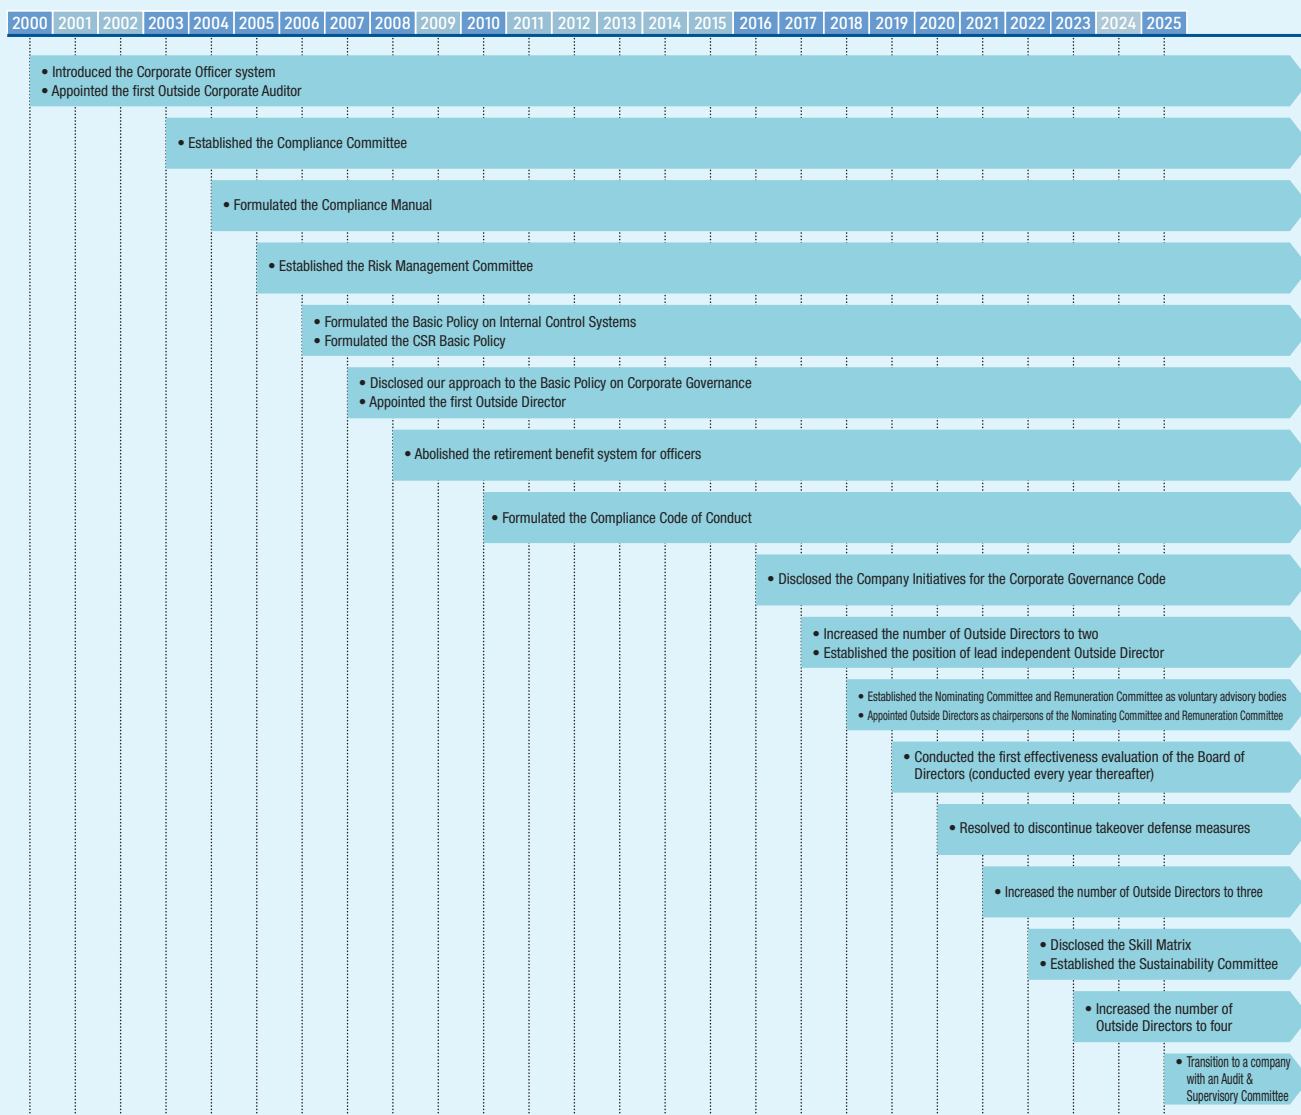 2000 2001 2002 2003 2004 2005 2006 2007 2008 2009 2010 2011 2012 2013 2014 2015 2016 2017 2018 2019 2020 2021 2022 2023 2024 2025
• Introduced the Corporate Officer system
• Appointed the first Outside Corporate Auditor
• Established the Compliance Committee
• Formulated the Compliance Manual
• Established the Risk Management Committee
• Formulated the Basic Policy on Internal Control Systems
• Formulated the CSR Basic Policy
• Disclosed our approach to the Basic Policy on Corporate Governance
• Appointed the first Outside Director
• Abolished the retirement benefit system for officers
• Formulated the Compliance Code of Conduct
• Disclosed the Company Initiatives for the Corporate Governance Code
• Increased the number of Outside Directors to two
• Established the position of lead independent Outside Director
• Established the Nominating Committee and Remuneration Committee as voluntary advisory bodies
• Appointed Outside Directors as chairpersons of the Nominating Committee and Remuneration Committee
• Conducted the first effectiveness evaluation of the Board of
Directors (conducted every year thereafter)
• Resolved to discontinue takeover defense measures
• Increased the number of Outside Directors to three
• Disclosed the Skill Matrix
• Established the Sustainability Committee
• Increased the number of
Outside Directors to four
• Transition to a company
with an Audit &
Supervisory Committee